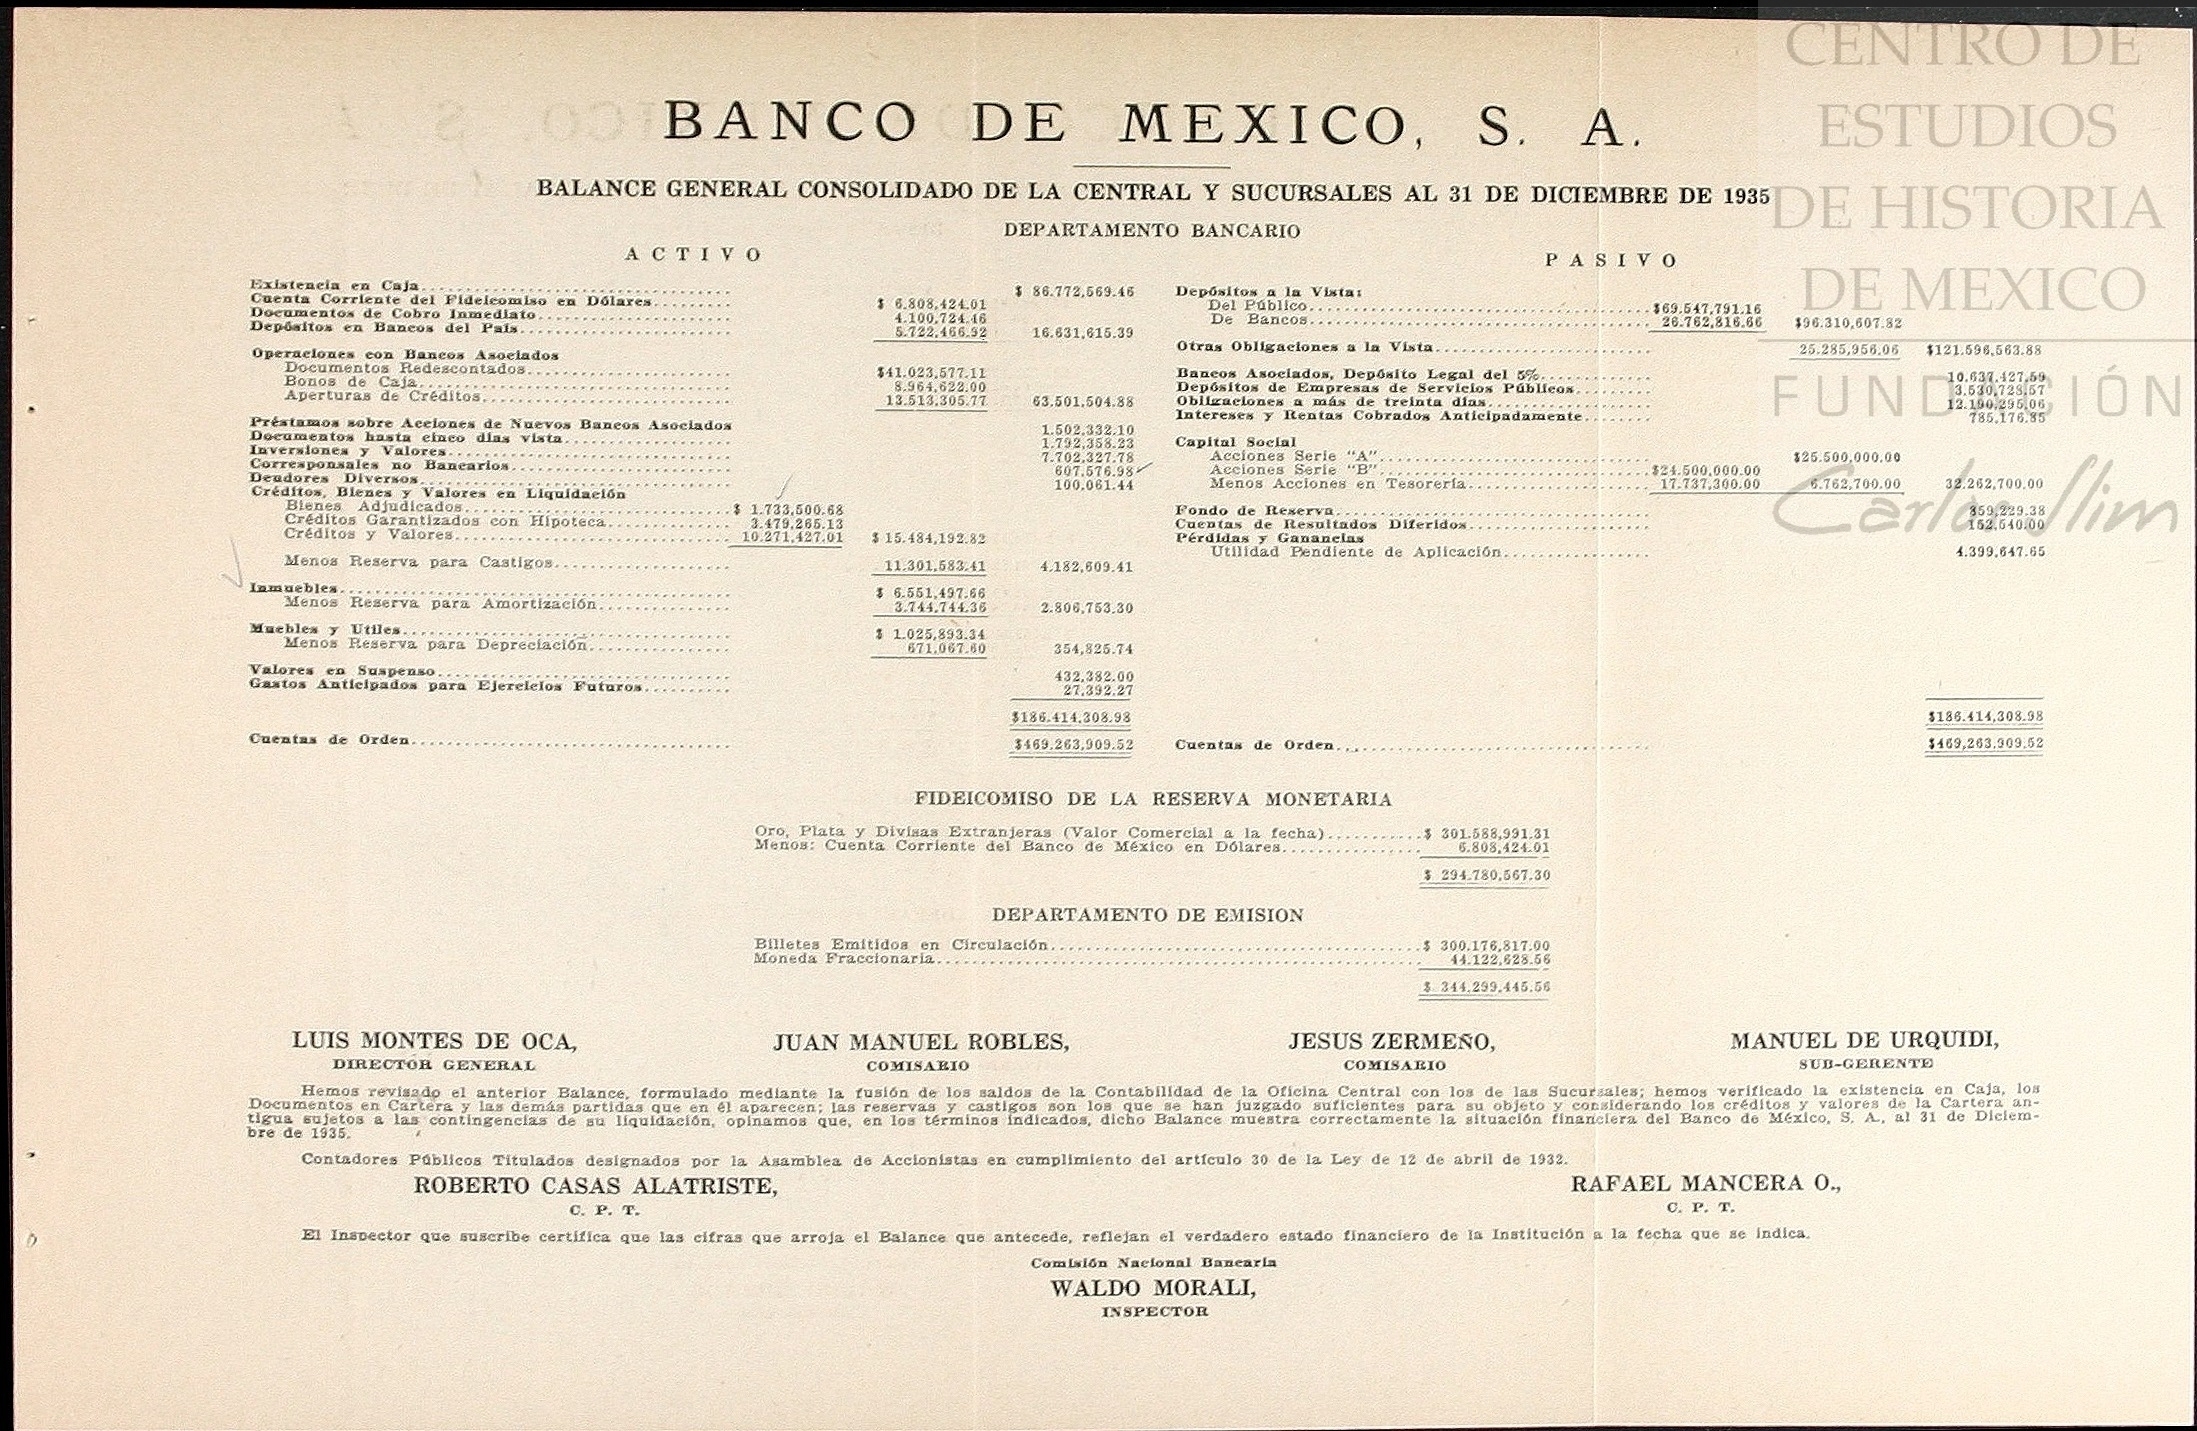 BANCO DE MEXICO, S. A.
BALANCE GENERAL CONSOLIDADO DE LA CENTRAL Y SUCURSALES AL 31 DE DICIEMBRE DE 1935
DEPARTAMENTO BANCARIO
ACTIVO
Existencia en Caja.................................... $ 86.772,569.46
Cuenta Corriente del Fideicomiso en Dólares......... $ 6.808,424.01
Documentos de Cobro Inmediato...................... 4.100,724.46
Depósitos en Bancos del País........................ 5.722,466.92 16.631,615.39
Operaciones con Bancos Asociados
Documentos Redescontados....................... $41.023,577.11
Bonos de Caja.................................... 8.964,622.00
Aperturas de Créditos............................ 13.513,305.77 63.501,504.88
Préstamos sobre Acciones de Nuevos Bancos Asociados 1.502,332.10
Documentos hasta cinco días vista................... 1.792,358.23
Inversiones y Valores................................ 7.702,327.78
Corresponsales no Bancarios......................... 607,576.98
Deudores Diversos................................... 100,061.44
Créditos, Bienes y Valores en Liquidación
Bienes Adjudicados............................... $ 1.733,500.68
Créditos Garantizados con Hipoteca.............. 3.479,265.13
Créditos y Valores............................... 10.271,427.01 $ 15.484,192.82
Menos Reserva para Castigos.................... 11.301,583.41 4.182,609.41
Inmuebles............................................ $ 6.551,497.66
Menos Reserva para Amortización............... 3.744,744.36 2.806,753.30
Muebles y Utiles..................................... $ 1.025,893.34
Menos Reserva para Depreciación................ 671,067.60 354,825.74
Valores en Suspenso................................. 432,382.00
Gastos Anticipados para Ejercicios Futuros.......... 27,392.27
$186.414,308.98
Cuentas de Orden.................................... $469,263,909.52
PASIVO
Depósitos a la Vista:
Del Público....................................... $69.547,791.16
De Bancos....................................... 26.762,816.66 $96.310,607.82
Otras Obligaciones a la Vista........................ 25.285,956.06 $121.596,563.88
Bancos Asociados, Depósito Legal del 5%............. 10.637,427.59
Depósitos de Empresas de Servicios Públicos......... 3.530,728.57
Obligaciones a más de treinta días................... 12.190,295.06
Intereses y Rentas Cobrados Anticipadamente........ 785,176.85
Capital Social
Acciones Serie "A"............................... $25.500,000.00
Acciones Serie "B"............................... $24.500,000.00
Menos Acciones en Tesorería..................... 17.737,300.00 6.762,700.00 32.262,700.00
Fondo de Reserva.................................... 859,229.38
Cuentas de Resultados Diferidos..................... 152,540.00
Pérdidas y Ganancias
Utilidad Pendiente de Aplicación................. 4.399,647.65
$186.414,308.98
Cuentas de Orden.................................... $469,263,909.52
FIDEICOMISO DE LA RESERVA MONETARIA
Oro, Plata y Divisas Extranjeras (Valor Comercial a la fecha)........... $ 301.588,991.31
Menos: Cuenta Corriente del Banco de México en Dólares................ 6.808,424.01
$ 294.780,567.30
DEPARTAMENTO DE EMISION
Billetes Emitidos en Circulación.......................................... $ 300.176,817.00
Moneda Fraccionaria....................................................... 44.122,628.56
$ 344.299,445.56
LUIS MONTES DE OCA, JUAN MANUEL ROBLES, JESUS ZERMEÑO, MANUEL DE URQUIDI,
DIRECTOR GENERAL COMISARIO COMISARIO SUB-GERENTE
Hemos revisado el anterior Balance, formulado mediante la fusión de los saldos de la Contabilidad de la Oficina Central con los de las Sucursales; hemos verificado la existencia en Caja, los
Documentos en Cartera y las demás partidas que en él aparecen; las reservas y castigos son los que se han juzgado suficientes para su objeto y considerando los créditos y valores de la Cartera an-
tigua sujetos a las contingencias de su liquidación, opinamos que, en los términos indicados, dicho Balance muestra correctamente la situación financiera del Banco de México, S. A., al 31 de Diciem-
bre de 1935.
Contadores Públicos Titulados designados por la Asamblea de Accionistas en cumplimiento del artículo 30 de la Ley de 12 de abril de 1932.
ROBERTO CASAS ALATRISTE, RAFAEL MANCERA O.,
C. P. T. C. P. T.
El Inspector que suscribe certifica que las cifras que arroja el Balance que antecede, reflejan el verdadero estado financiero de la Institución a la fecha que se indica.
Comisión Nacional Bancaria
WALDO MORALI,
INSPECTOR
CENTRO DE
ESTUDIOS
DE HISTORIA
DE MEXICO
FUNDACIÓN
Carlos Slim